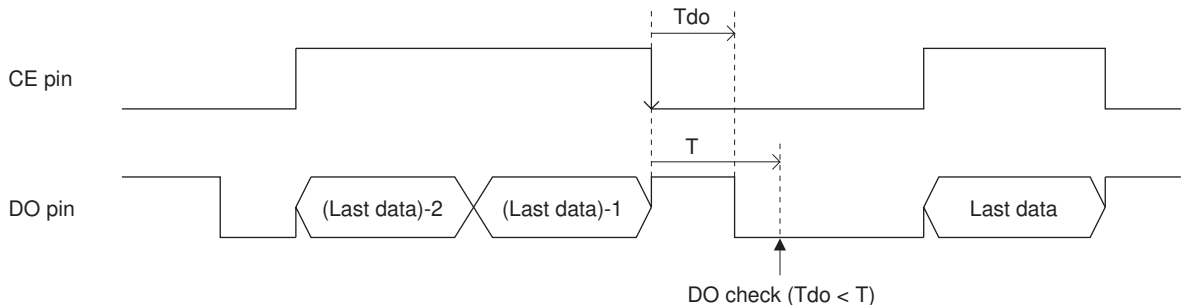 Tdo
CE pin
T
DO pin
(Last data)-2
(Last data)-1
Last data
DO check (Tdo < T)